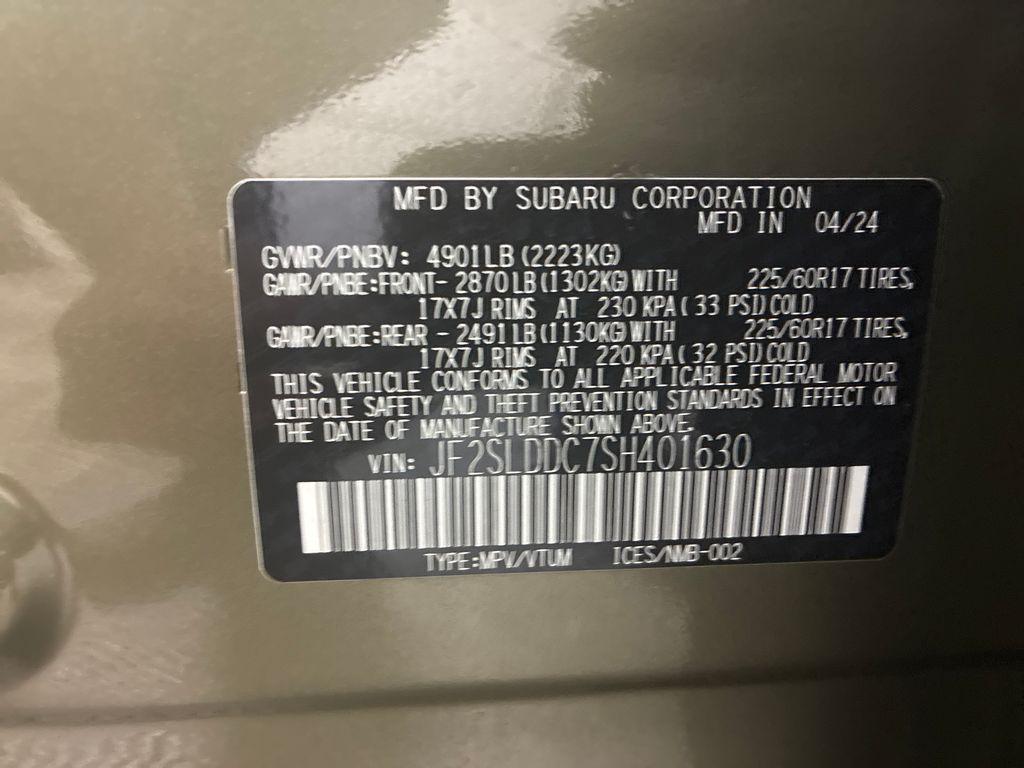 MFD BY SUBARU CORPORATION
MFD IN 04/24
GVWR/PNBV: 4901LB(2223KG)
GAWR/PNBE:FRONT- 2870LB(1302KG)WITH 225/60R17 TIRES,
17X7J RIMS AT 230 KPA( 33 PSI)COLD
GAWR/PNBE:REAR - 2491LB(1130KG)WITH 225/60R17 TIRES,
17X7J RIMS AT 220 KPA( 32 PSI)COLD
THIS VEHICLE CONFORMS TO ALL APPLICABLE FEDERAL MOTOR
VEHICLE SAFETY AND THEFT PREVENTION STANDARDS IN EFFECT ON
THE DATE OF MANUFACTURE SHOWN ABOVE.
VIN: JF2SLDDC7SH401630
TYPE:MPV/VTUM ICES/NMB-002